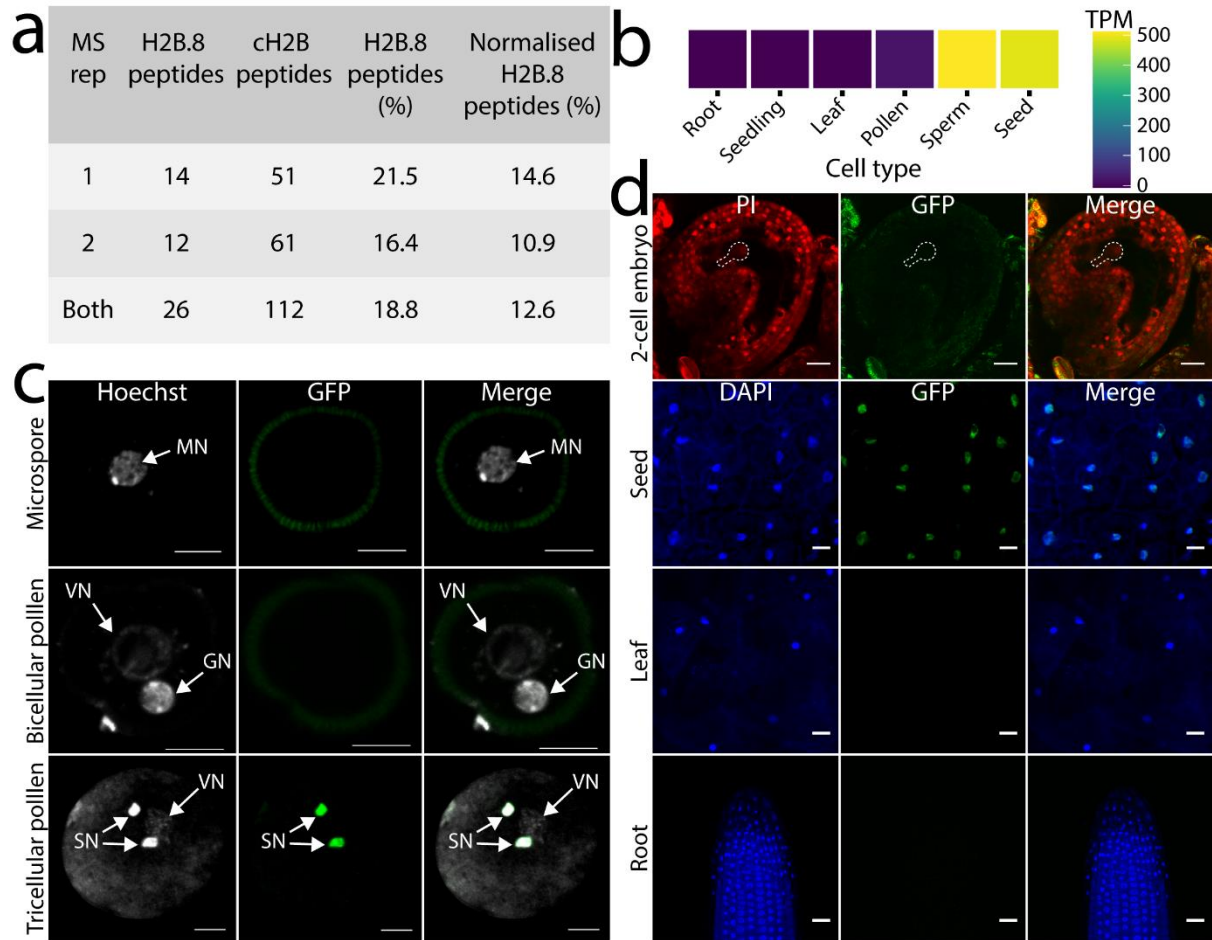 a
MS rep H2B.8 peptides cH2B peptides H2B.8 peptides (%) Normalised H2B.8 peptides (%)
1 14 51 21.5 14.6
2 12 61 16.4 10.9
Both 26 112 18.8 12.6
b
TPM
500
400
300
200
100
0
Root Seedling Leaf Pollen Sperm Seed
Cell type
c
Hoechst GFP Merge
Microspore
MN MN
Bicellular polllen
VN GN VN GN
Tricellular polllen
SN VN SN SN VN
d
PI GFP Merge
2-cell embryo
DAPI GFP Merge
Seed
Leaf
Root